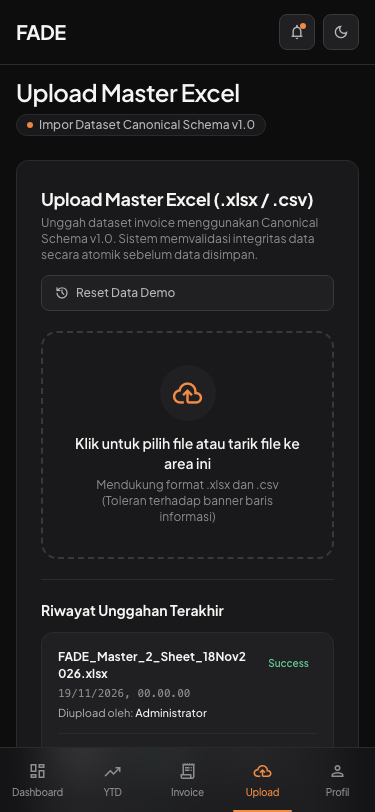 FADE
Upload Master Excel
Impor Dataset Canonical Schema v1.0
Upload Master Excel (.xlsx / .csv)
Unggah dataset invoice menggunakan Canonical
Schema v1.0. Sistem memvalidasi integritas data
secara atomik sebelum data disimpan.
Reset Data Demo
Klik untuk pilih file atau tarik file ke
area ini
Mendukung format .xlsx dan .csv
(Toleran terhadap banner baris
informasi)
Riwayat Unggahan Terakhir
FADE_Master_2_Sheet_18Nov2
026.xlsx
Success
19/11/2026, 00.00.00
Diupload oleh: Administrator
Dashboard
YTD
Invoice
Upload
Profil